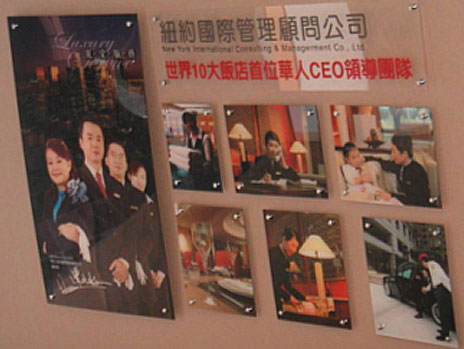 Luxury
Service
紐約國際管理顧問公司
New York International Consulting & Management Co., Ltd.
世界10大飯店首位華人CEO領導團隊